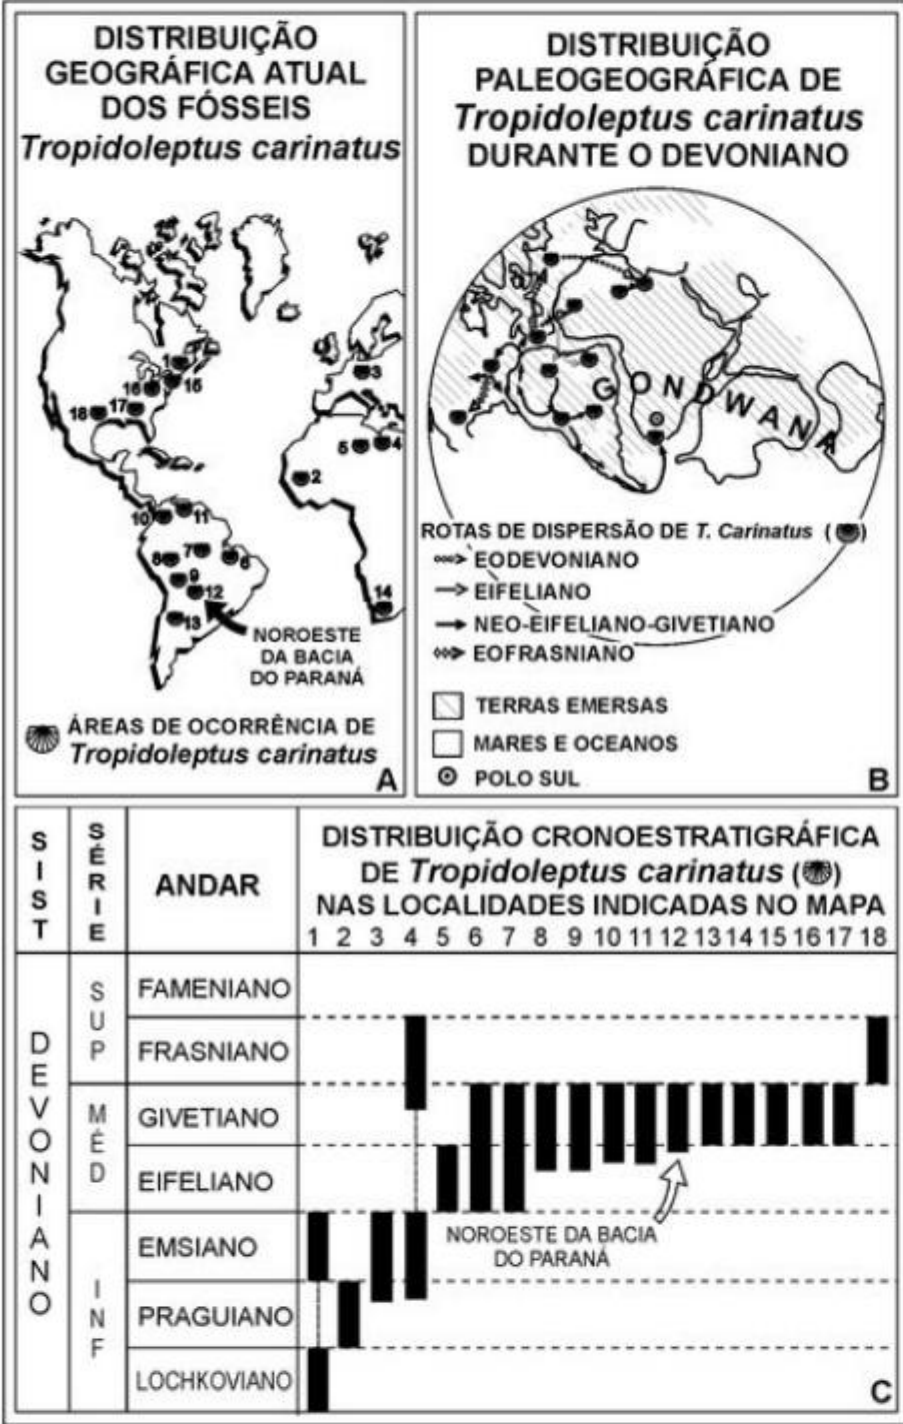 DISTRIBUIÇÃO
GEOGRÁFICA ATUAL
DOS FÓSSEIS
Tropidoleptus carinatus
1
15
16
17
18
3
5
4
2
10
11
7
6
8
9
12
13
14
NOROESTE
DA BACIA
DO PARANÁ
ÁREAS DE OCORRÊNCIA DE
Tropidoleptus carinatus
A
DISTRIBUIÇÃO
PALEOGEOGRÁFICA DE
Tropidoleptus carinatus
DURANTE O DEVONIANO
GONDWANA
ROTAS DE DISPERSÃO DE T. Carinatus ( )
EODEVONIANO
EIFELIANO
NEO-EIFELIANO-GIVETIANO
EOFRASNIANO
TERRAS EMERSAS
MARES E OCEANOS
POLO SUL
B
SIST
SÉRIE
ANDAR
DISTRIBUIÇÃO CRONOESTRATIGRÁFICA
DE Tropidoleptus carinatus ( )
NAS LOCALIDADES INDICADAS NO MAPA
1 2 3 4 5 6 7 8 9 10 11 12 13 14 15 16 17 18
DEVONIANO
SUP
FAMENIANO
FRASNIANO
MÉD
GIVETIANO
EIFELIANO
NOROESTE DA BACIA
DO PARANÁ
INF
EMSIANO
PRAGUIANO
LOCHKOVIANO
C